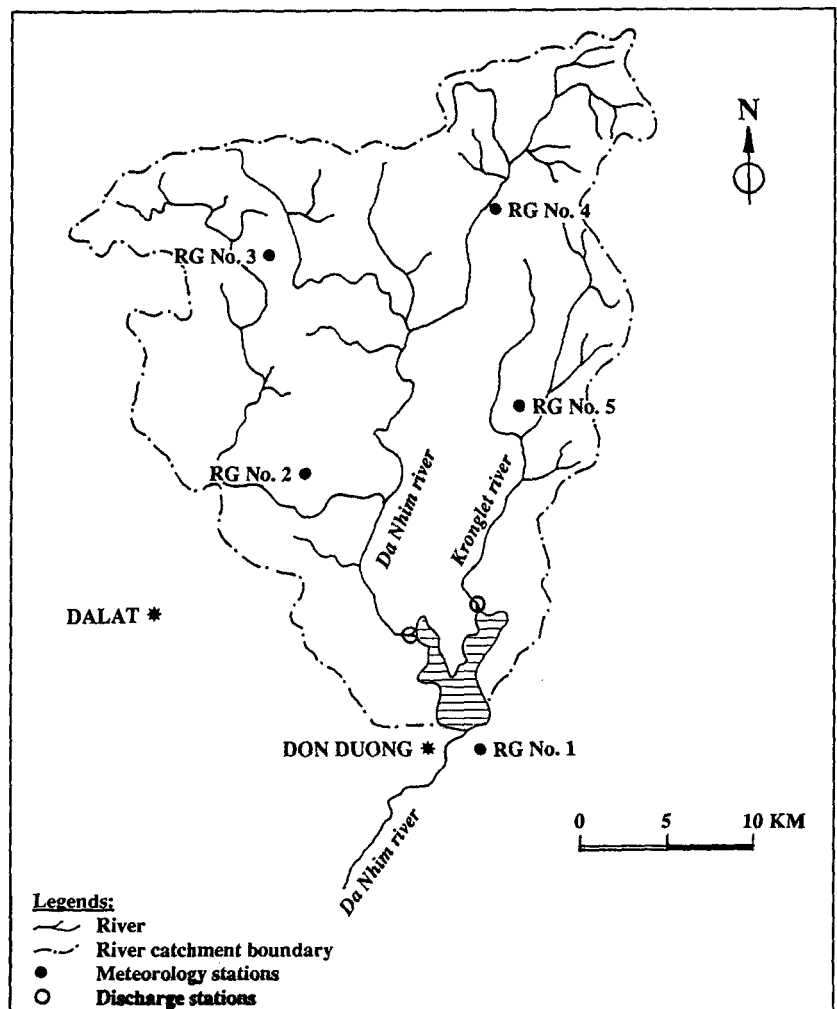 N
RG No. 4
RG No. 3
RG No. 5
RG No. 2
Da Nhim river
Kronglet river
DALAT
DON DUONG
RG No. 1
0 5 10 KM
Da Nhim river
Legends:
River
River catchment boundary
Meteorology stations
Discharge stations